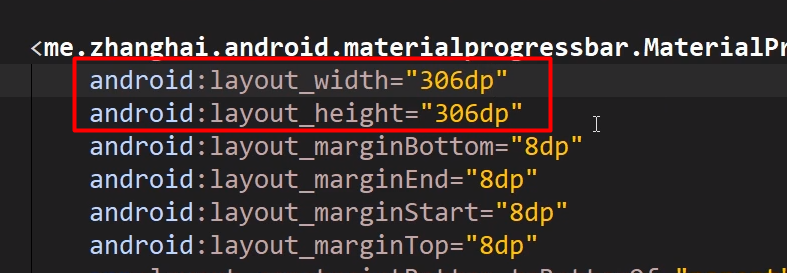 <me.zhanghai.android.materialprogressbar.MaterialPr
android:layout_width="306dp"
android:layout_height="306dp"
android:layout_marginBottom="8dp"
android:layout_marginEnd="8dp"
android:layout_marginStart="8dp"
android:layout_marginTop="8dp"